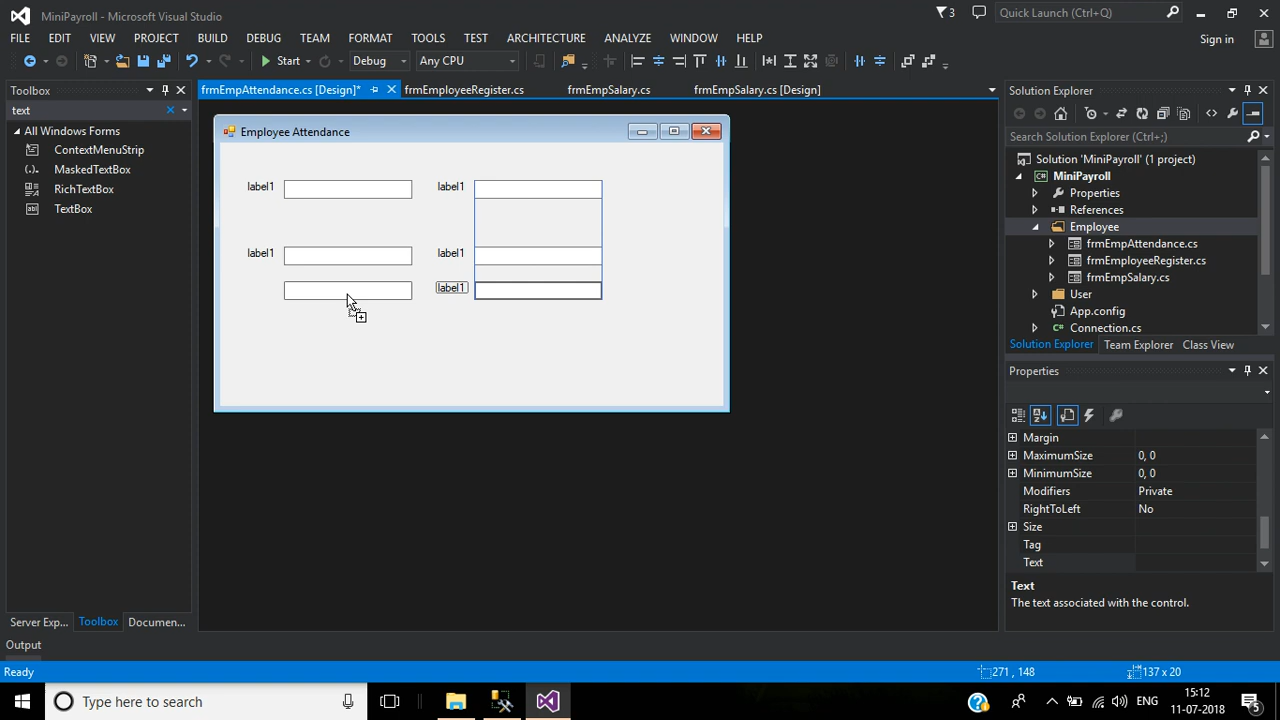 MiniPayroll - Microsoft Visual Studio
3
Quick Launch (Ctrl+Q)
FILE EDIT VIEW PROJECT BUILD DEBUG TEAM FORMAT TOOLS TEST ARCHITECTURE ANALYZE WINDOW HELP
Sign in
Start Debug Any CPU
Toolbox
text
All Windows Forms
ContextMenuStrip
MaskedTextBox
RichTextBox
TextBox
Server Exp... Toolbox Documen...
frmEmpAttendance.cs [Design]* frmEmployeeRegister.cs frmEmpSalary.cs frmEmpSalary.cs [Design]
Employee Attendance
label1 label1
label1 label1
label1
Solution Explorer
Search Solution Explorer (Ctrl+;)
Solution 'MiniPayroll' (1 project)
C# MiniPayroll
Properties
References
Employee
frmEmpAttendance.cs
frmEmployeeRegister.cs
frmEmpSalary.cs
User
App.config
C# Connection.cs
Solution Explorer Team Explorer Class View
Properties
Margin
MaximumSize 0, 0
MinimumSize 0, 0
Modifiers Private
RightToLeft No
Size
Tag
Text
Text
The text associated with the control.
Output
Ready 271 , 148 137 x 20
Type here to search
ENG
15:12
11-07-2018
5